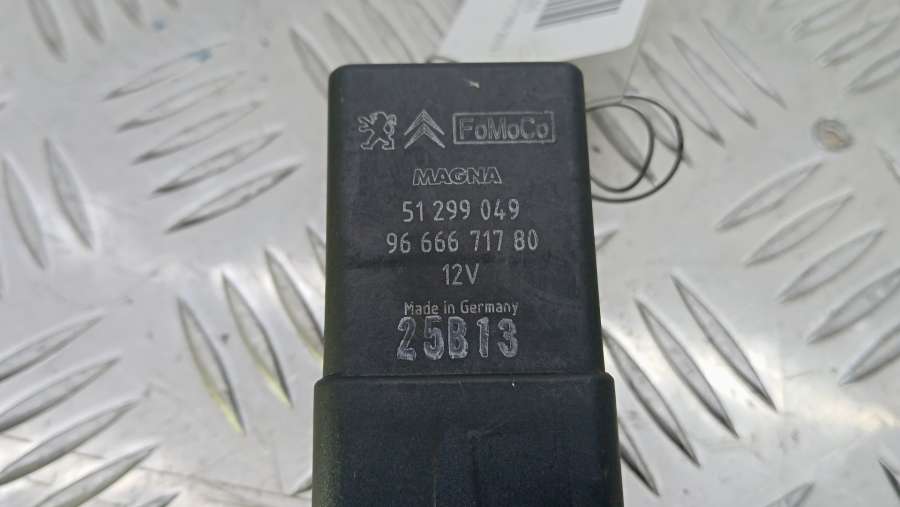 FoMoCo
MAGNA
51 299 049
96 666 717 80
12V
Made in Germany
25B13